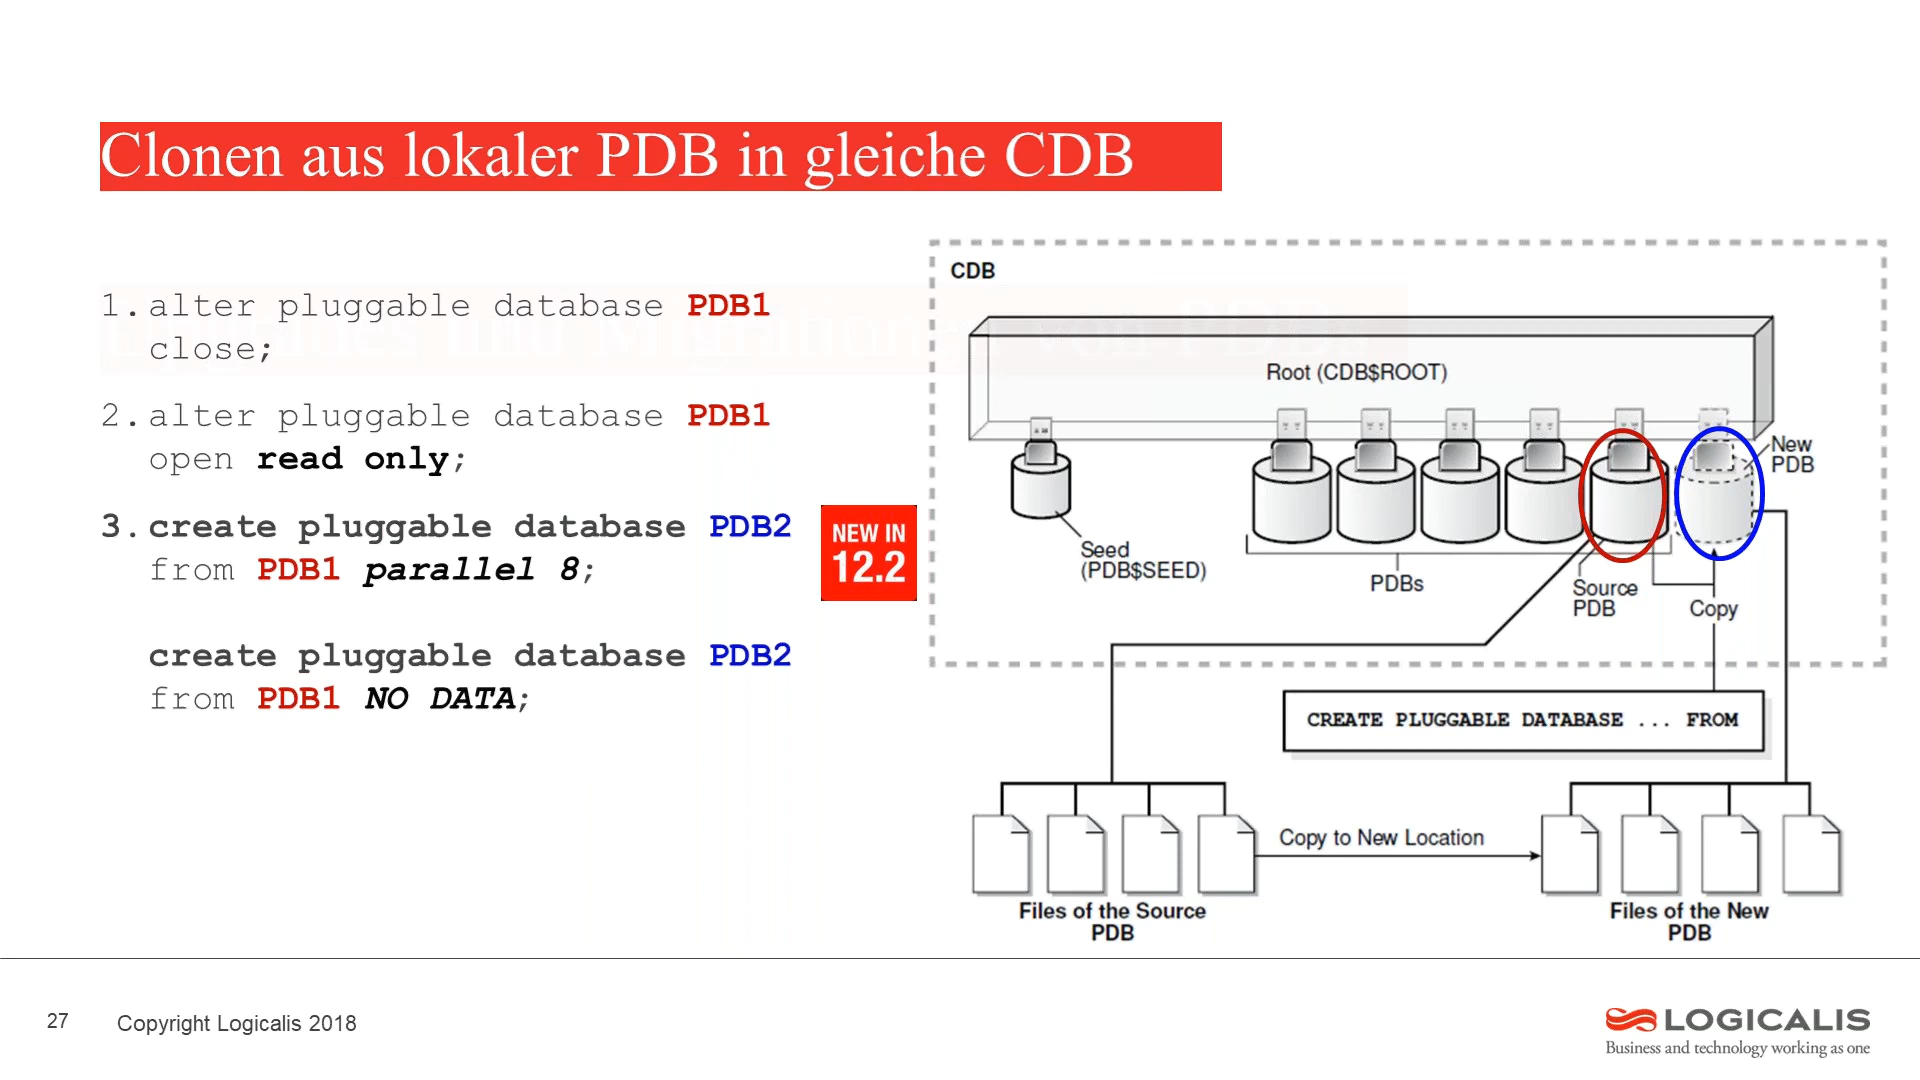 Clonen aus lokaler PDB in gleiche CDB
1. alter pluggable database PDB1
close;
2. alter pluggable database PDB1
open read only;
3. create pluggable database PDB2
from PDB1 parallel 8;
create pluggable database PDB2
from PDB1 NO DATA;
NEW IN
12.2
CDB
Root (CDB$ROOT)
New
PDB
Seed
(PDB$SEED)
PDBs
Source
PDB
Copy
CREATE PLUGGABLE DATABASE ... FROM
Copy to New Location
Files of the Source
PDB
Files of the New
PDB
27
Copyright Logicalis 2018
LOGICALIS
Business and technology working as one